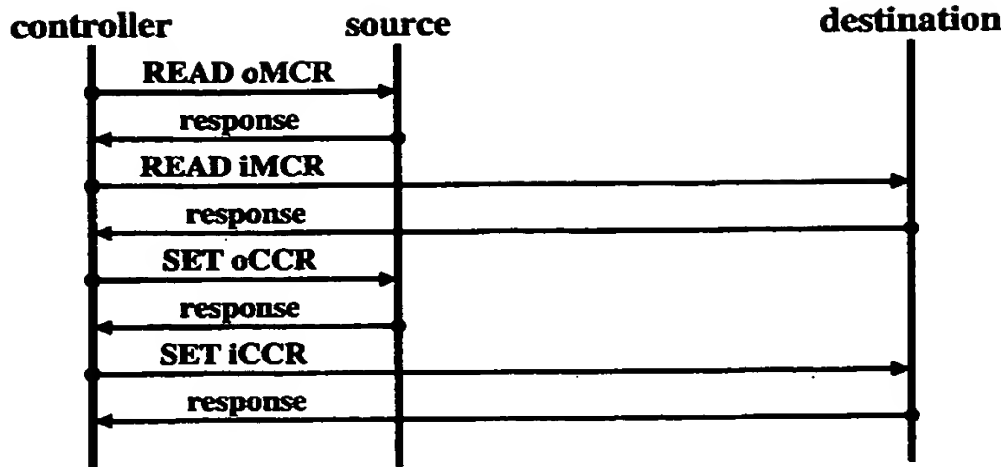 controller source destination
READ oMCR
response
READ iMCR
response
SET oCCR
response
SET iCCR
response